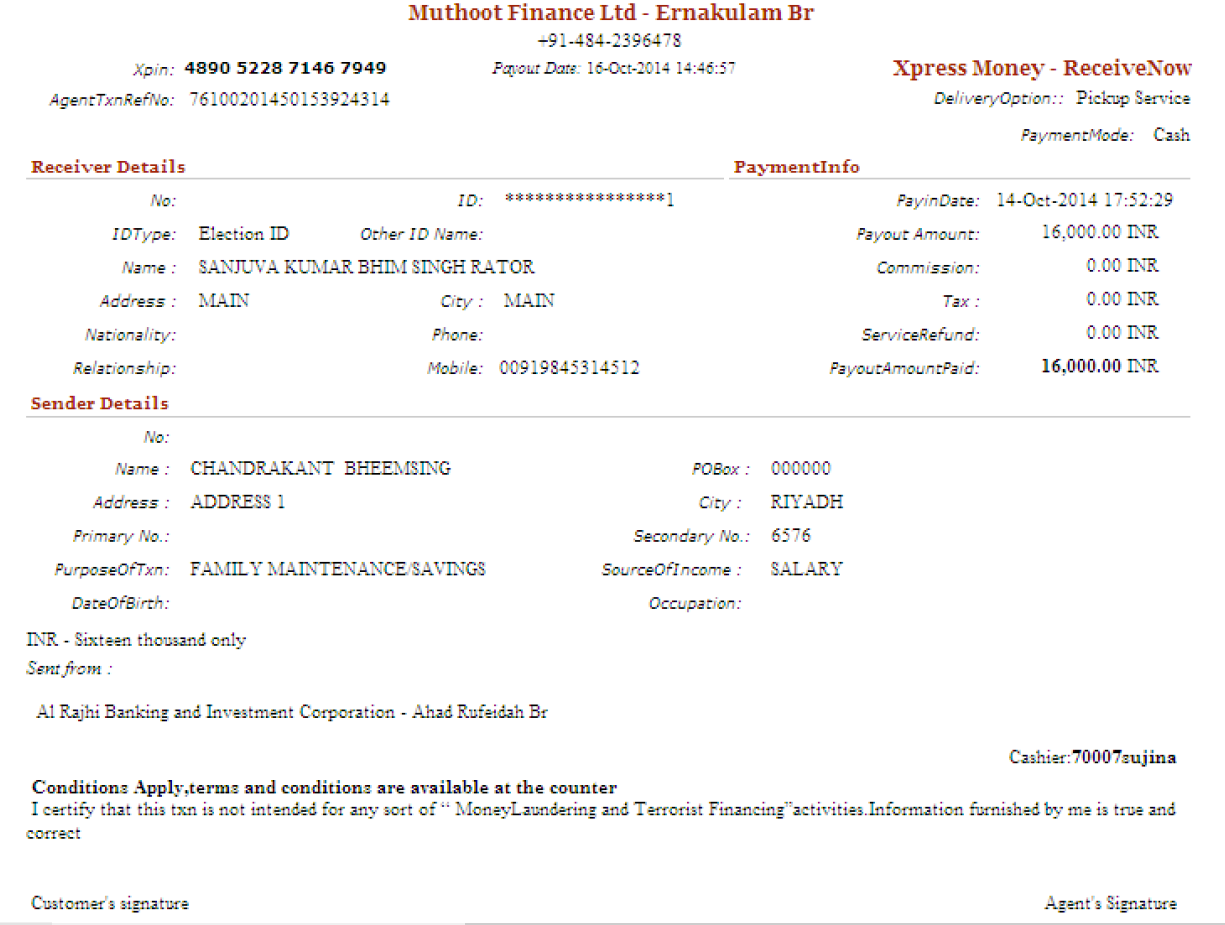 Muthoot Finance Ltd - Ernakulam Br
+91-484-2396478
Xpin: 4890 5228 7146 7949 Payout Date: 16-Oct-2014 14:46:57 Xpress Money - ReceiveNow
AgentTxnRefNo: 76100201450153924314 DeliveryOption:: Pickup Service
PaymentMode: Cash
Receiver Details PaymentInfo
No: ID: *****************1 PayinDate: 14-Oct-2014 17:52:29
IDType: Election ID Other ID Name: Payout Amount: 16,000.00 INR
Name : SANJUVA KUMAR BHIM SINGH RATOR Commission: 0.00 INR
Address : MAIN City : MAIN Tax : 0.00 INR
Nationality: Phone: ServiceRefund: 0.00 INR
Relationship: Mobile: 00919845314512 PayoutAmountPaid: 16,000.00 INR
Sender Details
No:
Name : CHANDRAKANT BHEEMSING POBox : 000000
Address : ADDRESS 1 City : RIYADH
Primary No.: Secondary No.: 6576
PurposeOfTxn: FAMILY MAINTENANCE/SAVINGS SourceOfIncome : SALARY
DateOfBirth: Occupation:
INR - Sixteen thousand only
Sent from :
Al Rajhi Banking and Investment Corporation - Ahad Rufeidah Br
Cashier:70007sujina
Conditions Apply,terms and conditions are available at the counter
I certify that this txn is not intended for any sort of “ MoneyLaundering and Terrorist Financing”activities.Information furnished by me is true and
correct
Customer's signature Agent's Signature